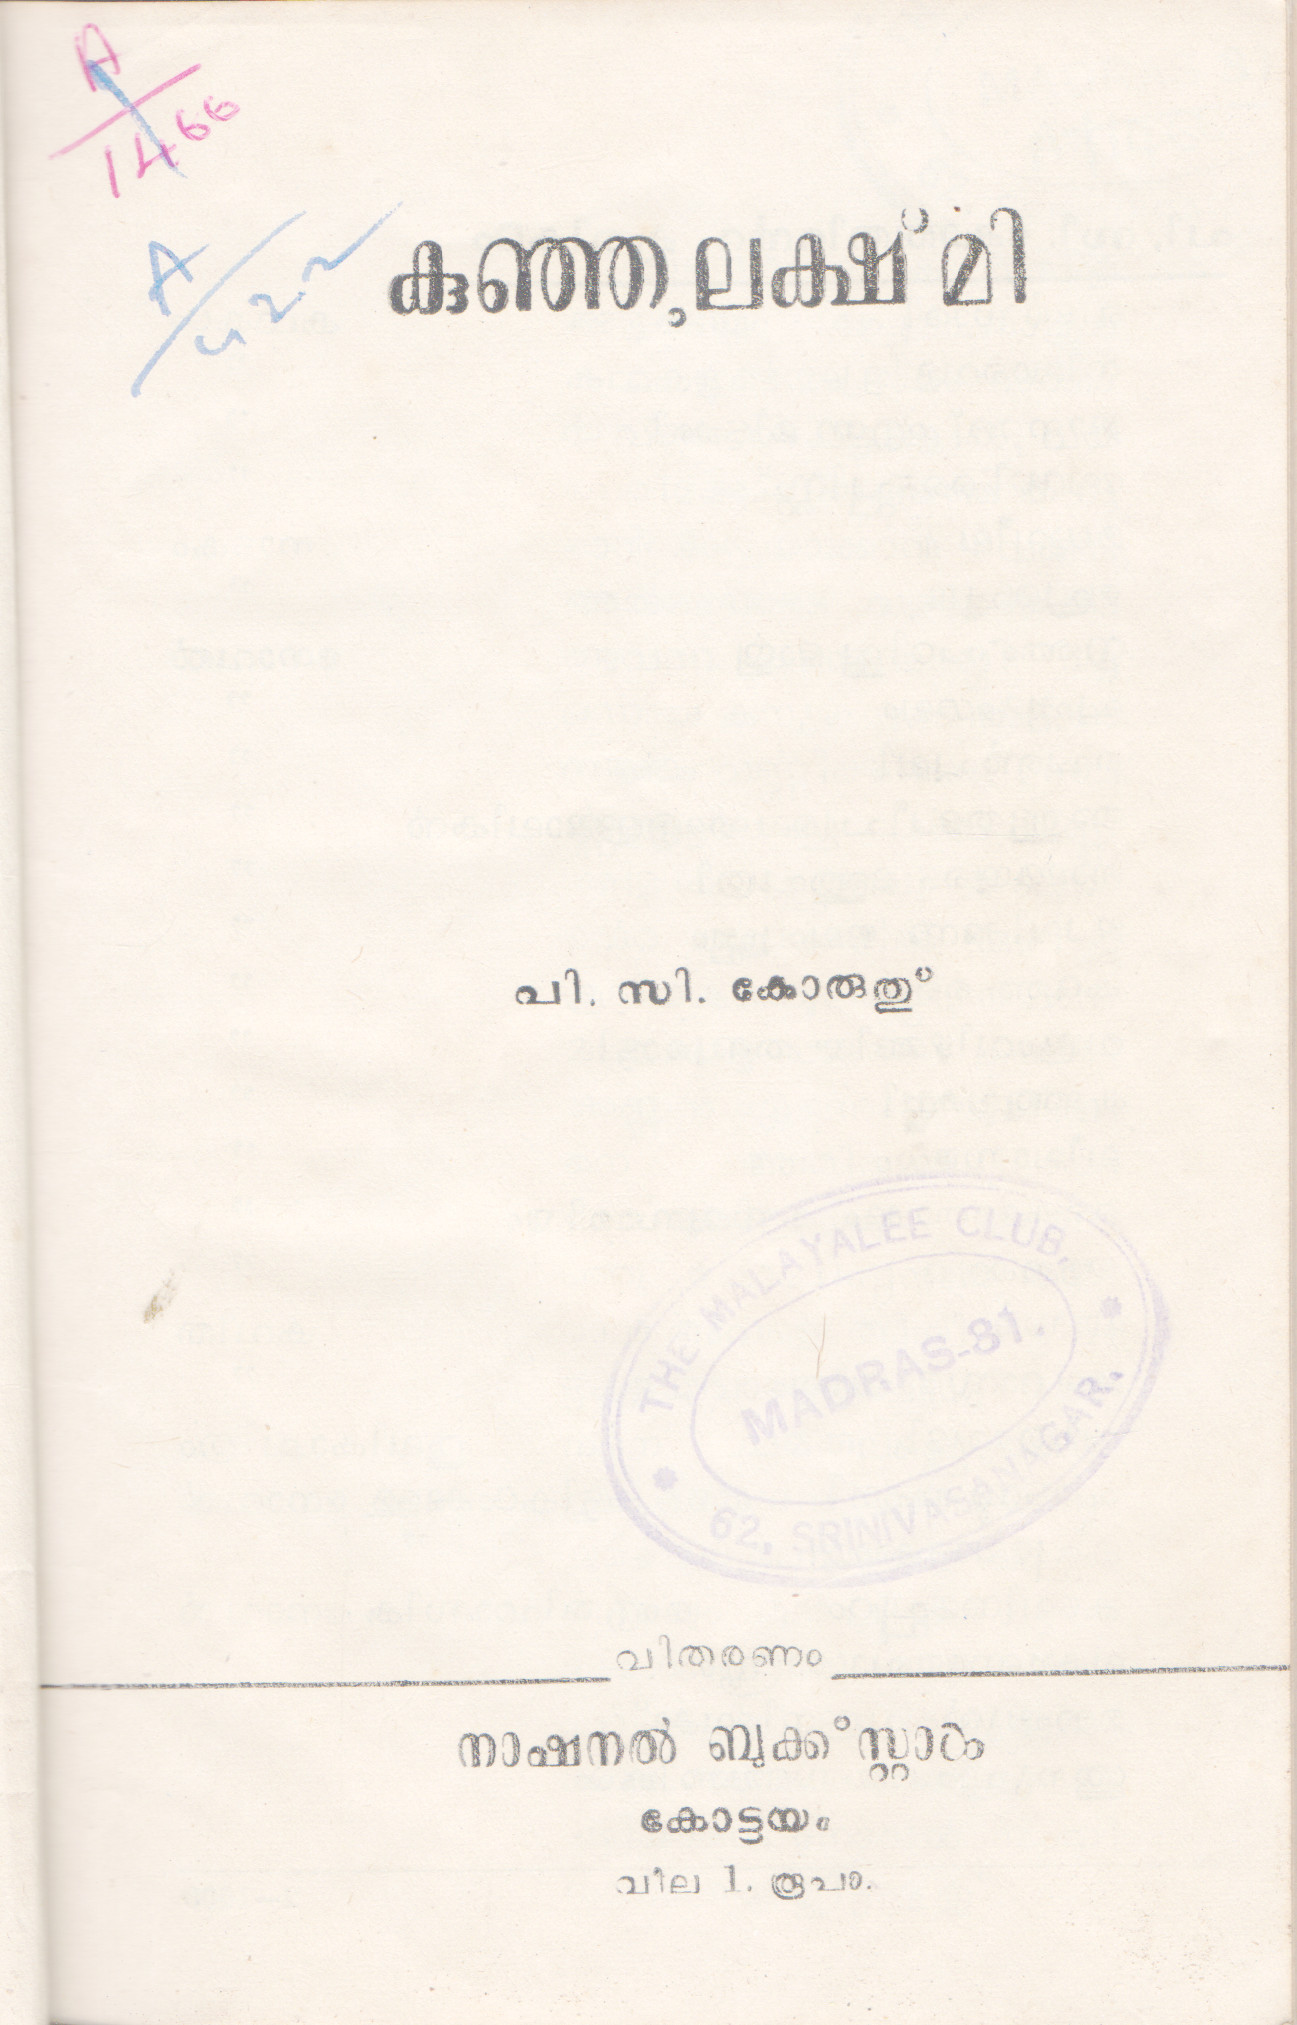 A
1466
A
422
കുഞ്ഞുലക്ഷ്മി
പി. സി. കോരുതു്
THE MALAYALEE CLUB,
MADRAS-81.
62, SRINIVASANAGAR.
വിതരണം
നാഷനൽ ബുക്ക്സ്റ്റാൾ
കോട്ടയം
വില 1. രൂപാ.